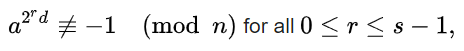 a^{2^r d} ≢ −1 (mod n) for all 0 ≤ r ≤ s − 1,